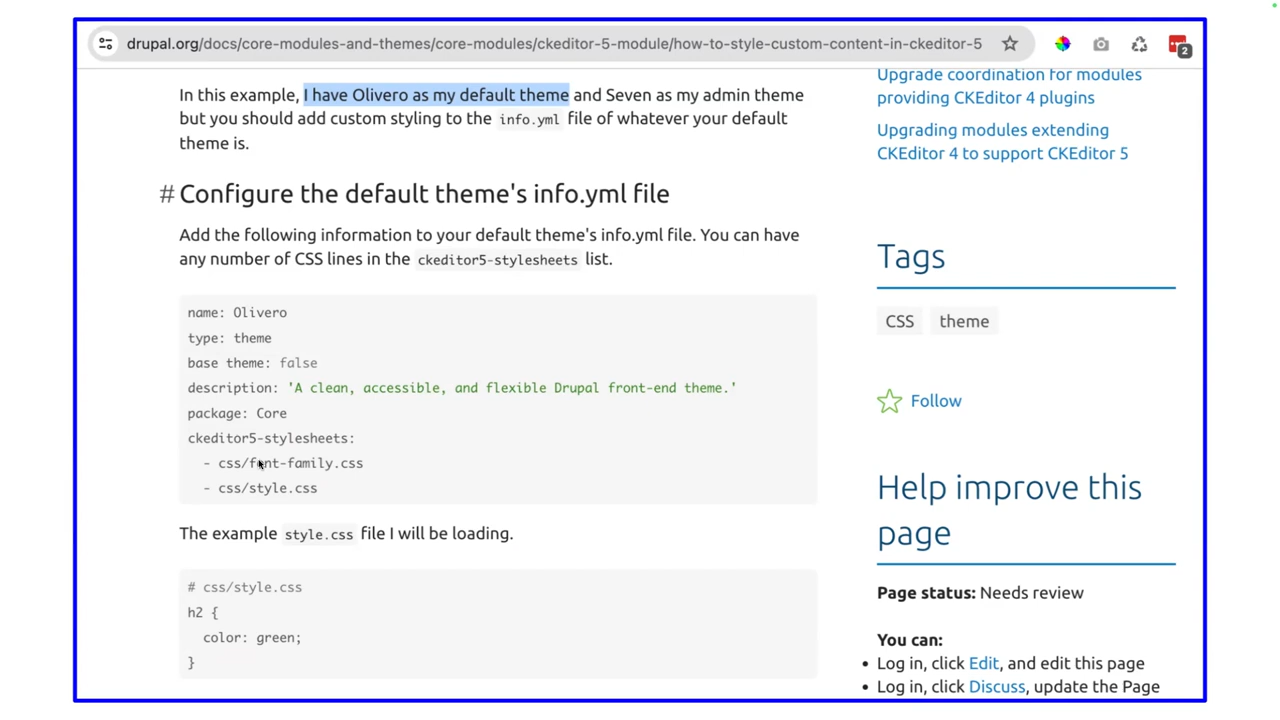 drupal.org/docs/core-modules-and-themes/core-modules/ckeditor-5-module/how-to-style-custom-content-in-ckeditor-5
2
In this example, I have Olivero as my default theme and Seven as my admin theme
but you should add custom styling to the info.yml file of whatever your default
theme is.
# Configure the default theme's info.yml file
Add the following information to your default theme's info.yml file. You can have
any number of CSS lines in the ckeditor5-stylesheets list.
name: Olivero
type: theme
base theme: false
description: 'A clean, accessible, and flexible Drupal front-end theme.'
package: Core
ckeditor5-stylesheets:
- css/font-family.css
- css/style.css
The example style.css file I will be loading.
# css/style.css
h2 {
color: green;
}
Upgrade coordination for modules
providing CKEditor 4 plugins
Upgrading modules extending
CKEditor 4 to support CKEditor 5
Tags
CSS theme
Follow
Help improve this
page
Page status: Needs review
You can:
• Log in, click Edit, and edit this page
• Log in, click Discuss, update the Page